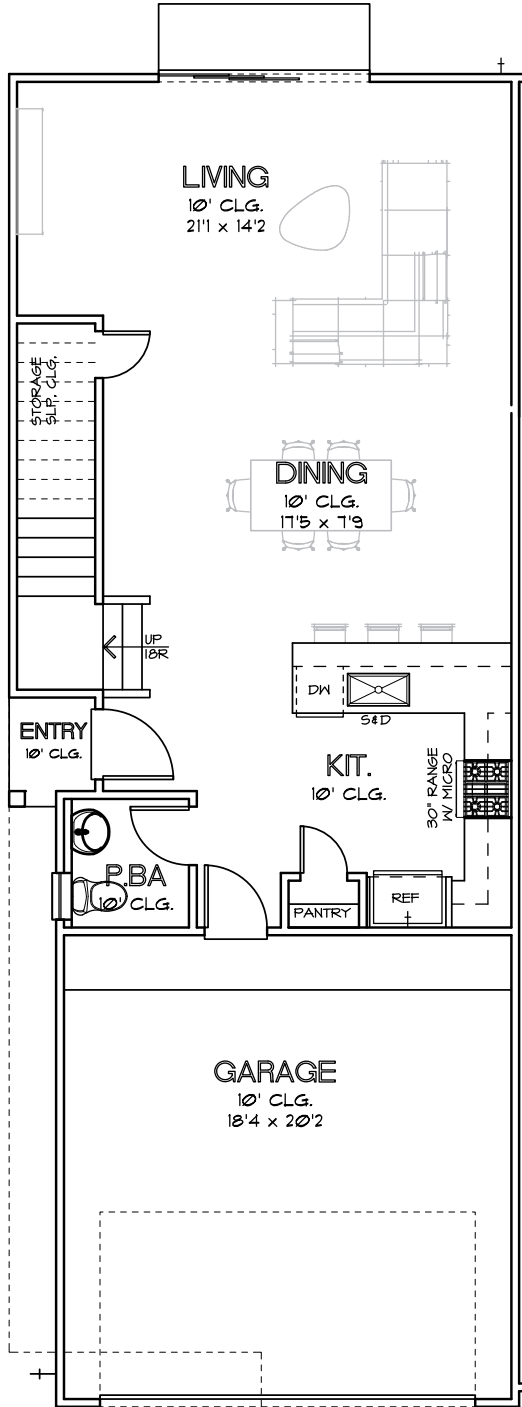 LIVING
10' CLG.
21'1 x 14'2
STORAGE
SLP. CLG.
DINING
10' CLG.
17'5 x 7'9
UP
18R
DW
S&D
ENTRY
10' CLG.
KIT.
10' CLG.
30" RANGE
W/ MICRO
P.BA
10' CLG.
PANTRY
REF
GARAGE
10' CLG.
18'4 x 20'2